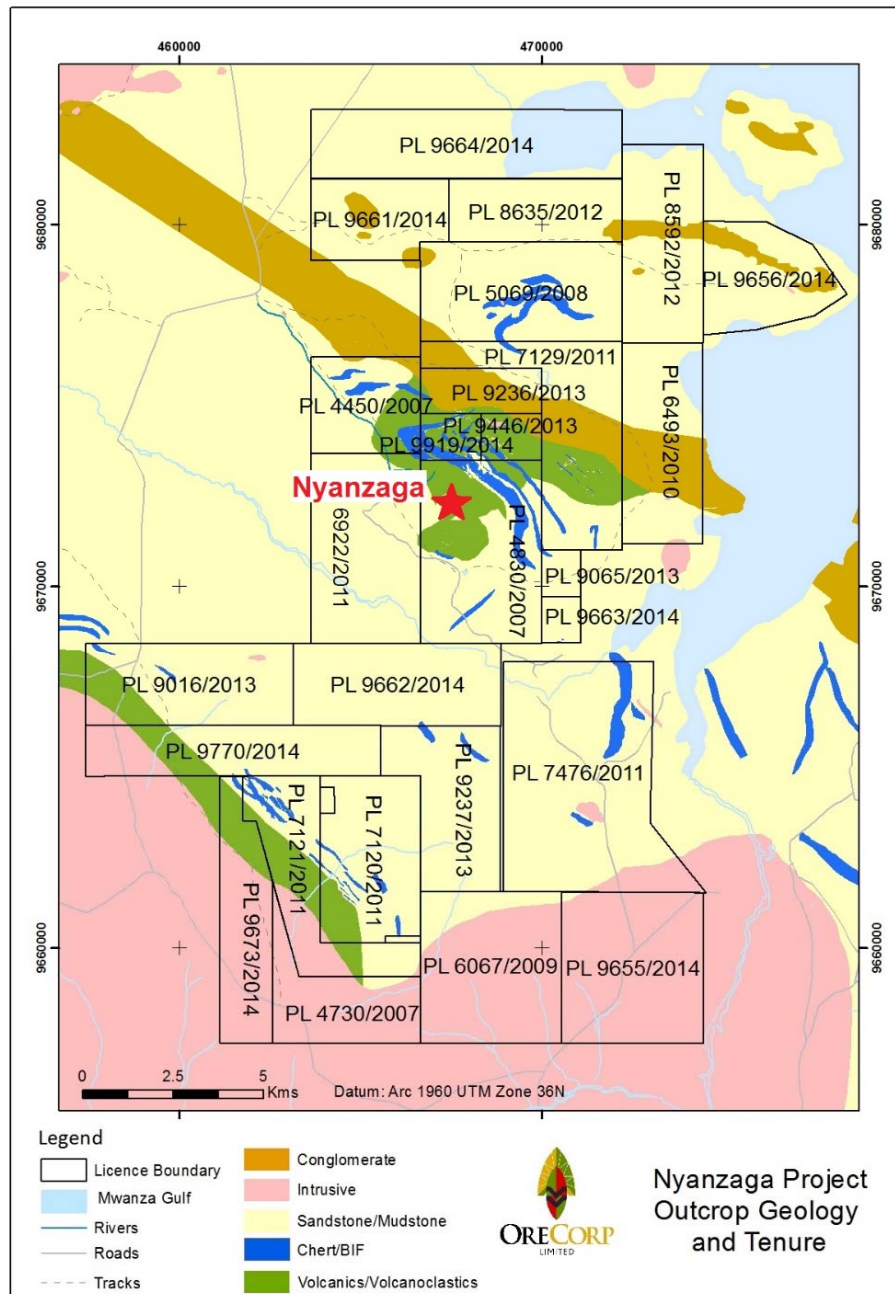 460000
470000
PL 9664/2014
PL 9661/2014
PL 8635/2012
PL 8592/2012
9680000
9680000
PL 9656/2014
PL 5069/2008
PL 7129/2011
PL 9236/2013
PL 4450/2007
PL 9446/2013
PL 9919/2014
PL 6493/2010
Nyanzaga
6922/2011
PL 4830/2007
PL 9065/2013
9670000
9670000
PL 9663/2014
PL 9016/2013
PL 9662/2014
PL 9770/2014
PL 9237/2013
PL 7476/2011
PL 7121/2011
PL 7120/2011
PL 9673/2014
9690000
9690000
PL 6067/2009
PL 9655/2014
PL 4730/2007
0 2.5 5
Kms
Datum: Arc 1960 UTM Zone 36N
Legend
Licence Boundary
Mwanza Gulf
Rivers
Roads
Tracks
Conglomerate
Intrusive
Sandstone/Mudstone
Chert/BIF
Volcanics/Volcanoclastics
ORECORP
LIMITED
Nyanzaga Project
Outcrop Geology
and Tenure